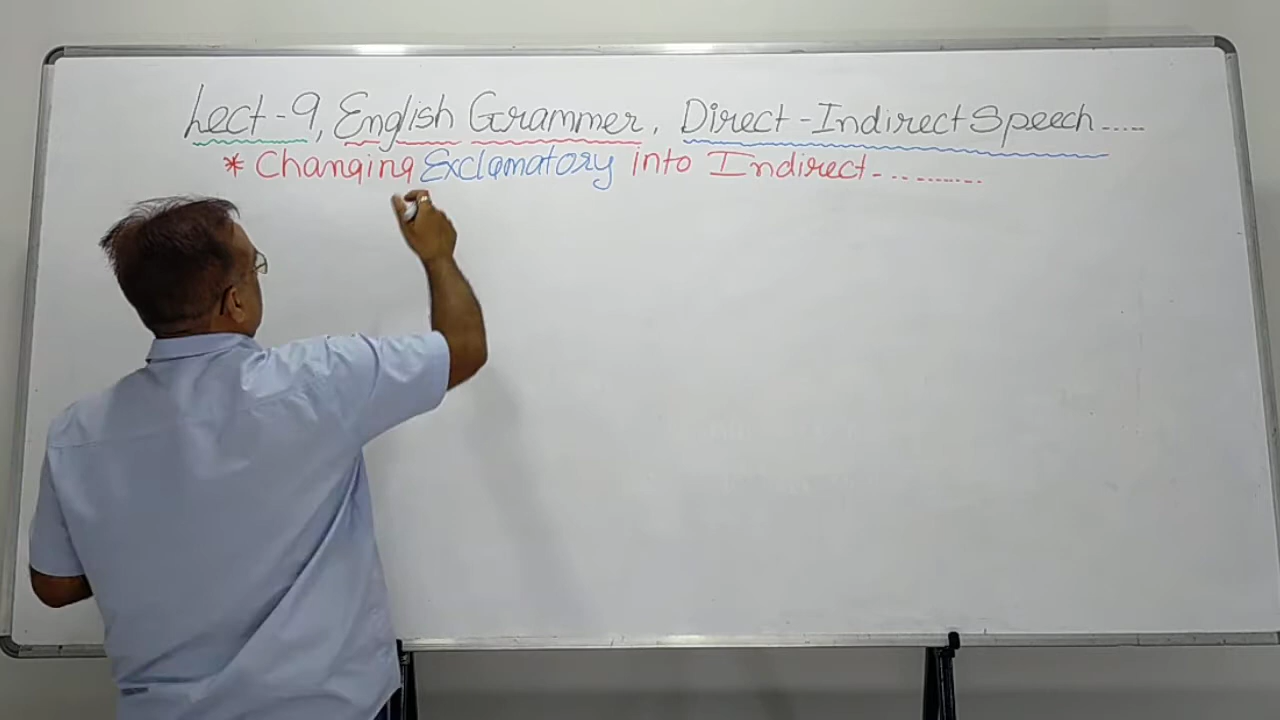 Lect-9, English Grammer, Direct-Indirect Speech.....
* Changing Exclamatory into Indirect..........